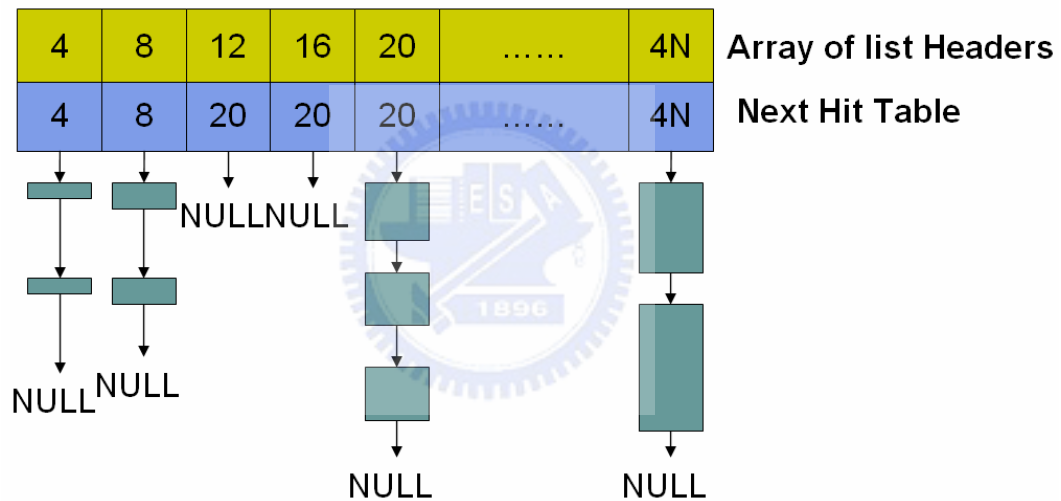 4 8 12 16 20 ...... 4N Array of list Headers
4 8 20 20 20 ...... 4N Next Hit Table
NULL NULL
NULL NULL
NULL NULL
E S A
1896